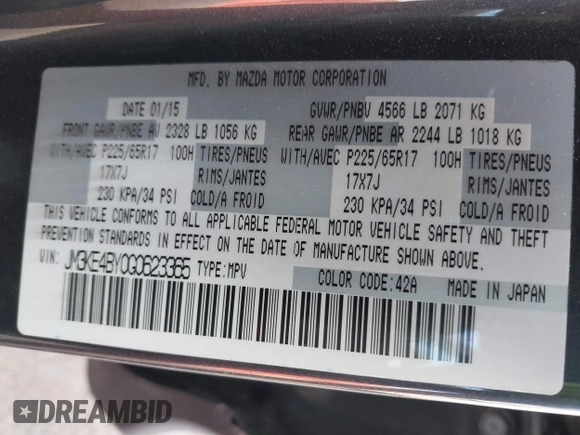 MFD. BY MAZDA MOTOR CORPORATION
DATE 01/15 GVWR/PNBV 4566 LB 2071 KG
FRONT GAWR/PNBE AV 2328 LB 1056 KG REAR GAWR/PNBE AR 2244 LB 1018 KG
WITH/AVEC P225/65R17 100H TIRES/PNEUS WITH/AVEC P225/65R17 100H TIRES/PNEUS
17X7J RIMS/JANTES 17X7J RIMS/JANTES
230 KPA/34 PSI COLD/A FROID 230 KPA/34 PSI COLD/A FROID
THIS VEHICLE CONFORMS TO ALL APPLICABLE FEDERAL MOTOR VEHICLE SAFETY AND THEFT
PREVENTION STANDARDS IN EFFECT ON THE DATE OF MANUFACTURE SHOWN ABOVE.
VIN: JM3KE4BY0G0623365 TYPE:MPV COLOR CODE:42A MADE IN JAPAN
DREAMBID